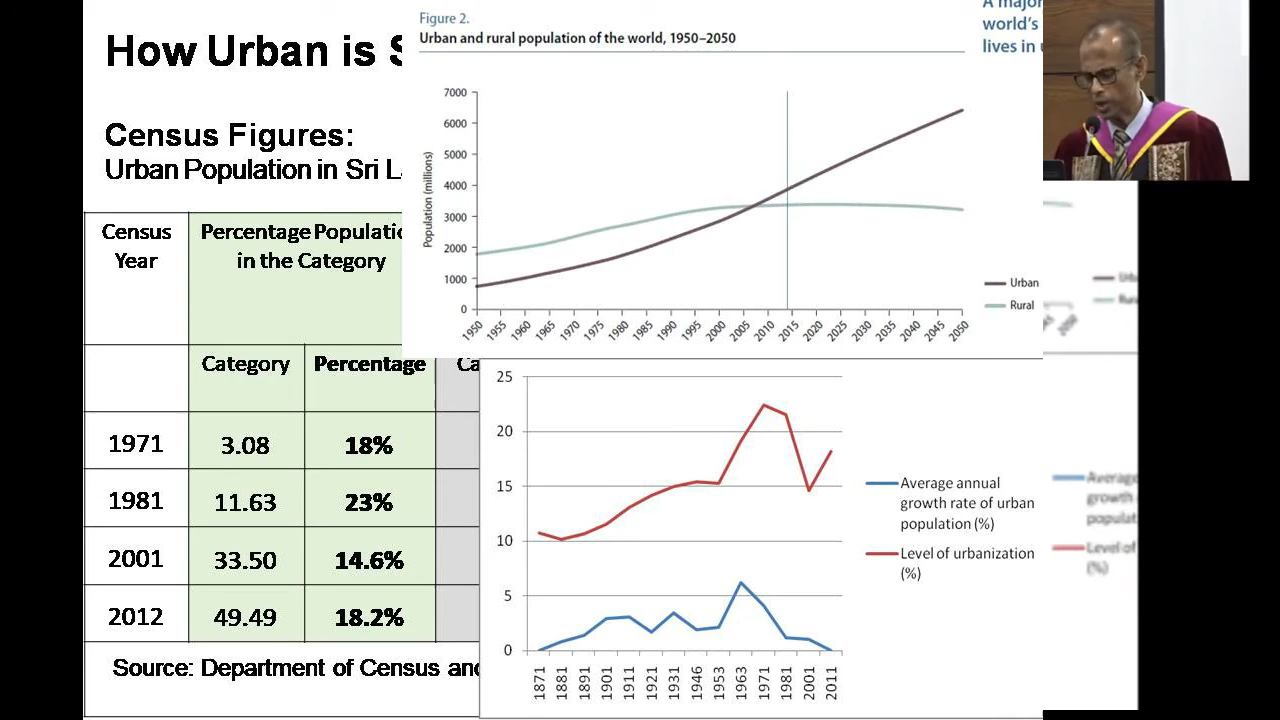 How Urban is S
Census Figures:
Urban Population in Sri L
Census Year
Percentage Populatio
in the Category
Category
Percentage
Ca
1971
3.08
18%
1981
11.63
23%
2001
33.50
14.6%
2012
49.49
18.2%
Source: Department of Census and
Figure 2.
Urban and rural population of the world, 1950–2050
Population (millions)
7000
6000
5000
4000
3000
2000
1000
0
1950 1955 1960 1965 1970 1975 1980 1985 1990 1995 2000 2005 2010 2015 2020 2025 2030 2035 2040 2045 2050
Urban
Rural
A major
world's
lives in u
25
20
15
10
5
0
1871 1881 1891 1901 1911 1921 1931 1946 1953 1963 1971 1981 2001 2011
Average annual
growth rate of urban
population (%)
Level of urbanization
(%)
Urb
Rur
2050
Average
growth
populat
Level of
(%)